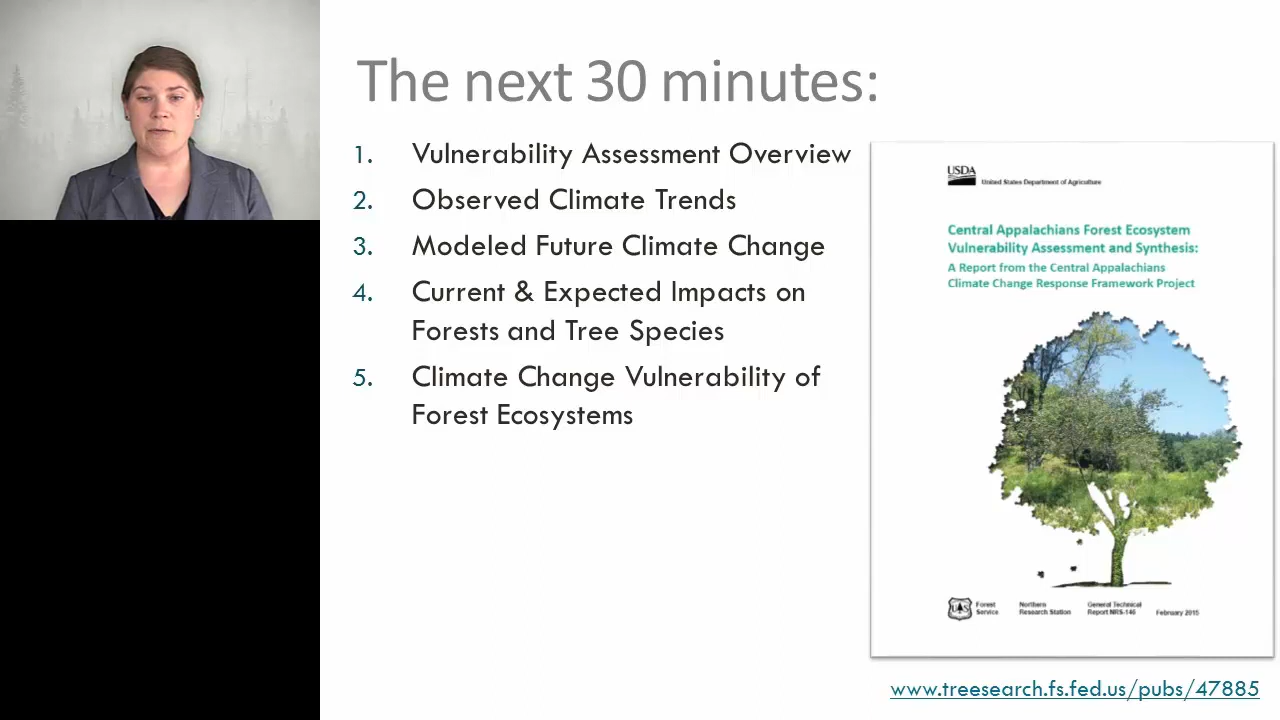 The next 30 minutes:
1. Vulnerability Assessment Overview
2. Observed Climate Trends
3. Modeled Future Climate Change
4. Current & Expected Impacts on
Forests and Tree Species
5. Climate Change Vulnerability of
Forest Ecosystems
USDA
United States Department of Agriculture
Central Appalachians Forest Ecosystem
Vulnerability Assessment and Synthesis:
A Report from the Central Appalachians
Climate Change Response Framework Project
Forest
Service
Northern
Research Station
General Technical
Report NRS-146
February 2015
www.treesearch.fs.fed.us/pubs/47885